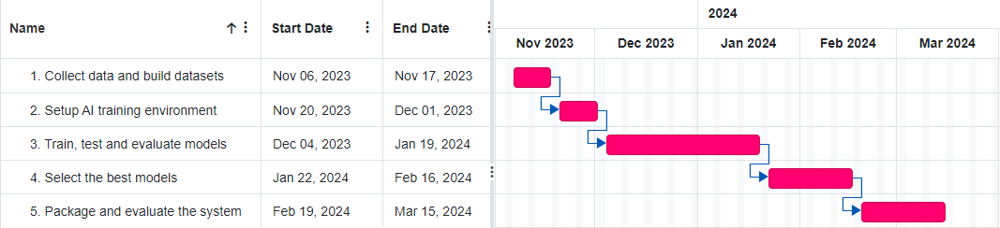 2024
Name Start Date End Date Nov 2023 Dec 2023 Jan 2024 Feb 2024 Mar 2024
1. Collect data and build datasets Nov 06, 2023 Nov 17, 2023
2. Setup AI training environment Nov 20, 2023 Dec 01, 2023
3. Train, test and evaluate models Dec 04, 2023 Jan 19, 2024
4. Select the best models Jan 22, 2024 Feb 16, 2024
5. Package and evaluate the system Feb 19, 2024 Mar 15, 2024